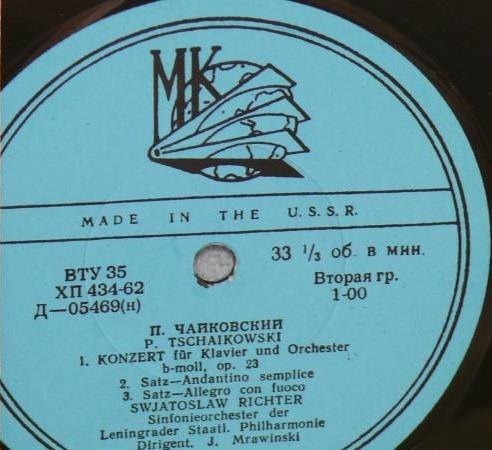 МК
MADE IN THE U.S.S.R.
33 1/3 об. в мин.
ВТУ 35
ХП 434-62
Д—05469(н)
Вторая гр.
1-00
П. ЧАЙКОВСКИЙ
P. TSCHAIKOWSKI
1. KONZERT für Klavier und Orchester
b-moll, op. 23
2. Satz—Andantino semplice
3. Satz—Allegro con fuoco
SWJATOSLAW RICHTER
Sinfonieorchester der
Leningrader Staatl. Philharmonie
Dirigent. J. Mrawinski